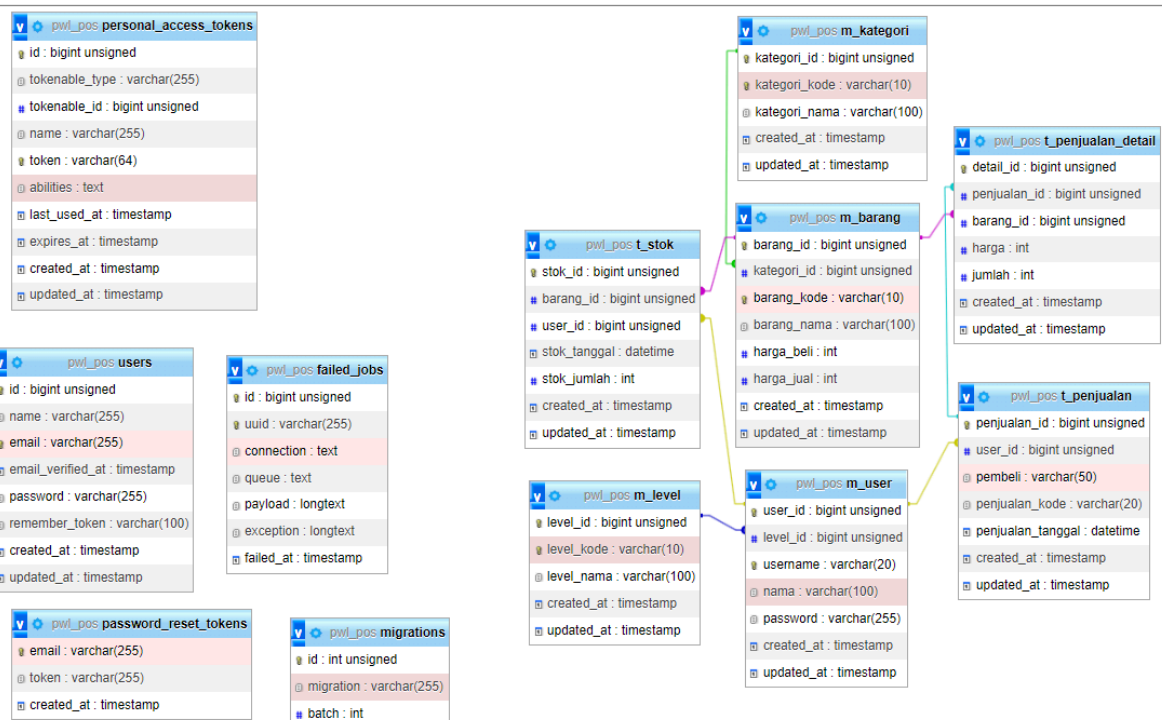 pwl_pos personal_access_tokens
id : bigint unsigned
tokenable_type : varchar(255)
tokenable_id : bigint unsigned
name : varchar(255)
token : varchar(64)
abilities : text
last_used_at : timestamp
expires_at : timestamp
created_at : timestamp
updated_at : timestamp
pwl_pos m_kategori
kategori_id : bigint unsigned
kategori_kode : varchar(10)
kategori_nama : varchar(100)
created_at : timestamp
updated_at : timestamp
pwl_pos t_penjualan_detail
detail_id : bigint unsigned
penjualan_id : bigint unsigned
barang_id : bigint unsigned
harga : int
jumlah : int
created_at : timestamp
updated_at : timestamp
pwl_pos m_barang
barang_id : bigint unsigned
kategori_id : bigint unsigned
barang_kode : varchar(10)
barang_nama : varchar(100)
harga_beli : int
harga_jual : int
created_at : timestamp
updated_at : timestamp
pwl_pos t_stok
stok_id : bigint unsigned
barang_id : bigint unsigned
user_id : bigint unsigned
stok_tanggal : datetime
stok_jumlah : int
created_at : timestamp
updated_at : timestamp
pwl_pos users
id : bigint unsigned
name : varchar(255)
email : varchar(255)
email_verified_at : timestamp
password : varchar(255)
remember_token : varchar(100)
created_at : timestamp
updated_at : timestamp
pwl_pos failed_jobs
id : bigint unsigned
uuid : varchar(255)
connection : text
queue : text
payload : longtext
exception : longtext
failed_at : timestamp
pwl_pos t_penjualan
penjualan_id : bigint unsigned
user_id : bigint unsigned
pembeli : varchar(50)
penjualan_kode : varchar(20)
penjualan_tanggal : datetime
created_at : timestamp
updated_at : timestamp
pwl_pos m_level
level_id : bigint unsigned
level_kode : varchar(10)
level_nama : varchar(100)
created_at : timestamp
updated_at : timestamp
pwl_pos m_user
user_id : bigint unsigned
level_id : bigint unsigned
username : varchar(20)
nama : varchar(100)
password : varchar(255)
created_at : timestamp
updated_at : timestamp
pwl_pos password_reset_tokens
email : varchar(255)
token : varchar(255)
created_at : timestamp
pwl_pos migrations
id : int unsigned
migration : varchar(255)
batch : int